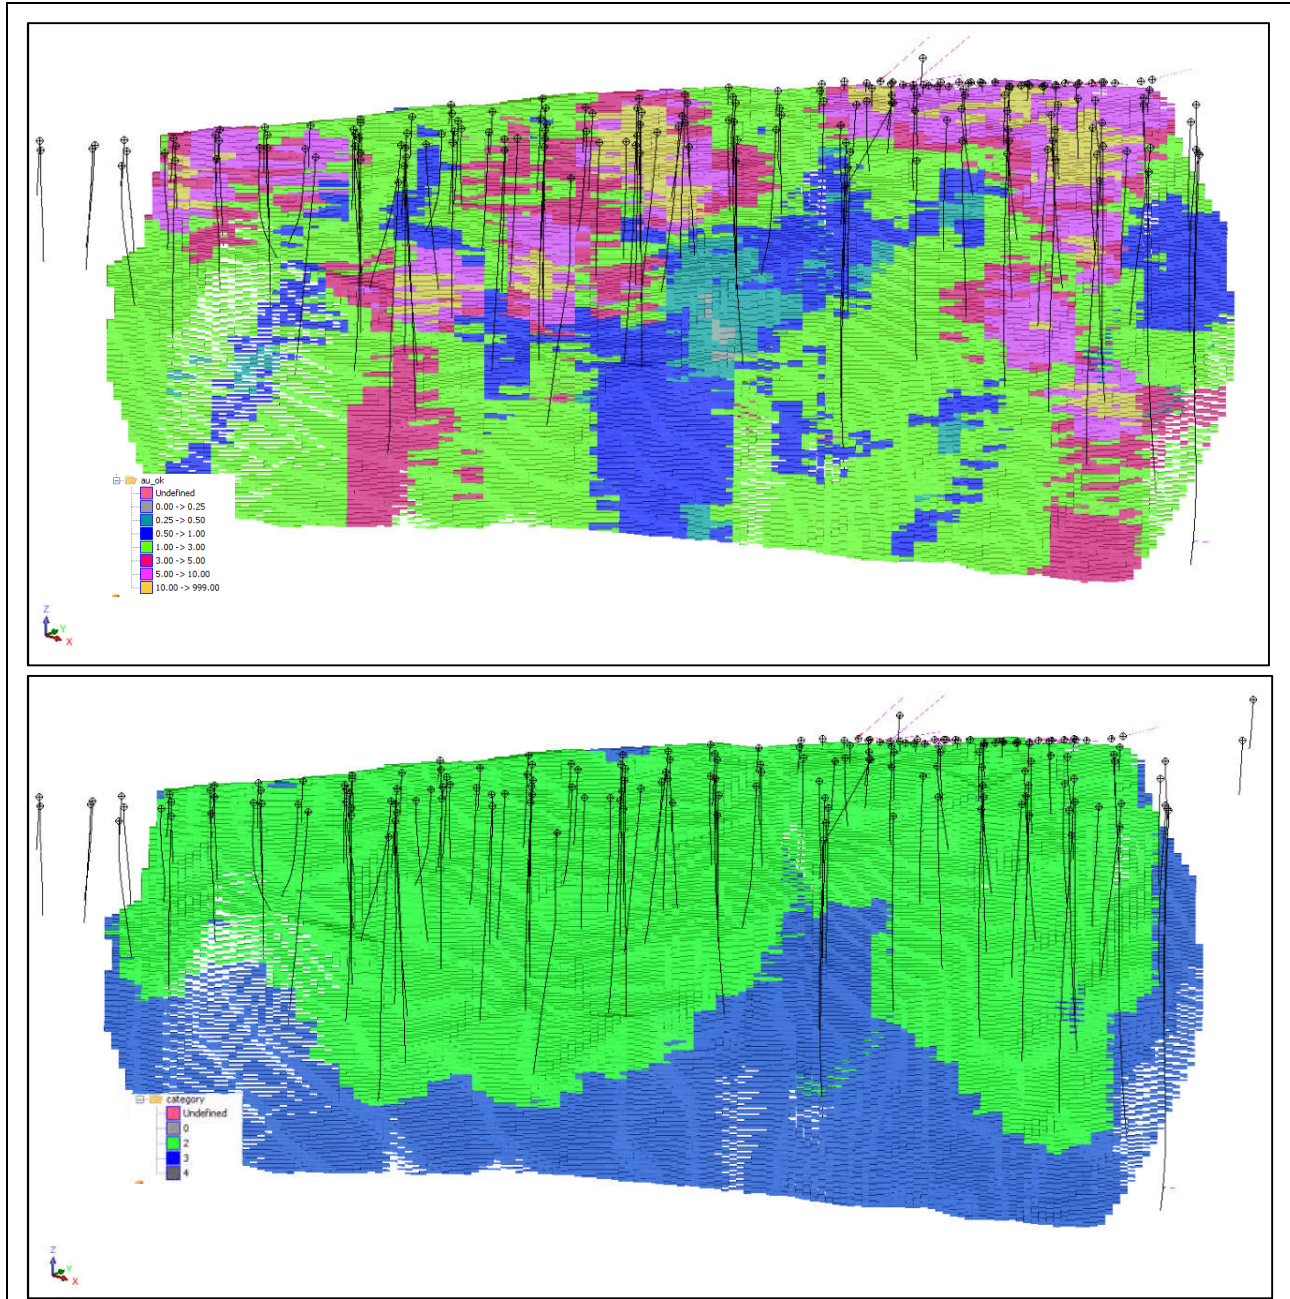 au_ok
Undefined
0.00 -> 0.25
0.25 -> 0.50
0.50 -> 1.00
1.00 -> 3.00
3.00 -> 5.00
5.00 -> 10.00
10.00 -> 999.00
Z
Y
X
category
Undefined
0
2
3
4
Z
Y
X